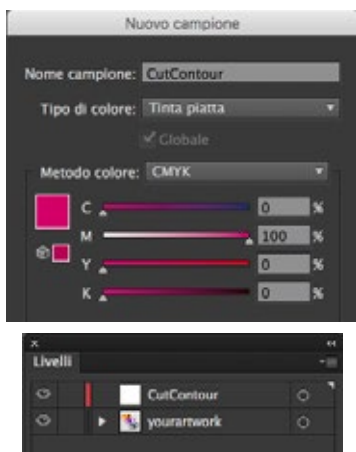 Nuovo campione
Nome campione: CutContour
Tipo di colore: Tinta piatta
Globale
Metodo colore: CMYK
C 0 %
M 100 %
Y 0 %
K 0 %
Livelli
CutContour
yourartwork